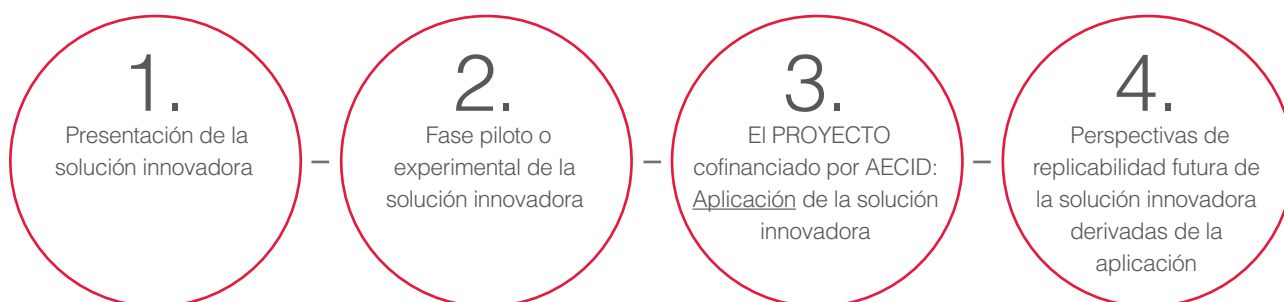 1.
Presentación de la
solución innovadora
–
2.
Fase piloto o
experimental de la
solución innovadora
–
3.
El PROYECTO
cofinanciado por AECID:
Aplicación de la solución
innovadora
–
4.
Perspectivas de
replicabilidad futura de
la solución innovadora
derivadas de la
aplicación